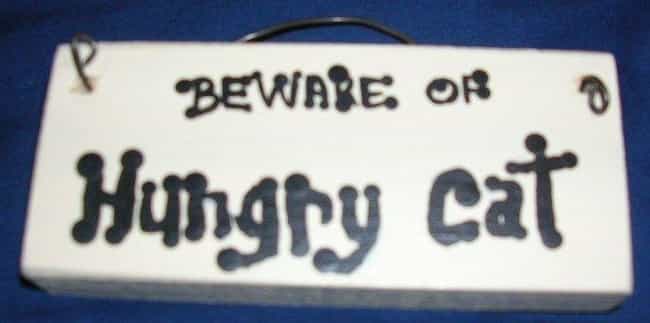 BEWARE OF
Hungry Cat